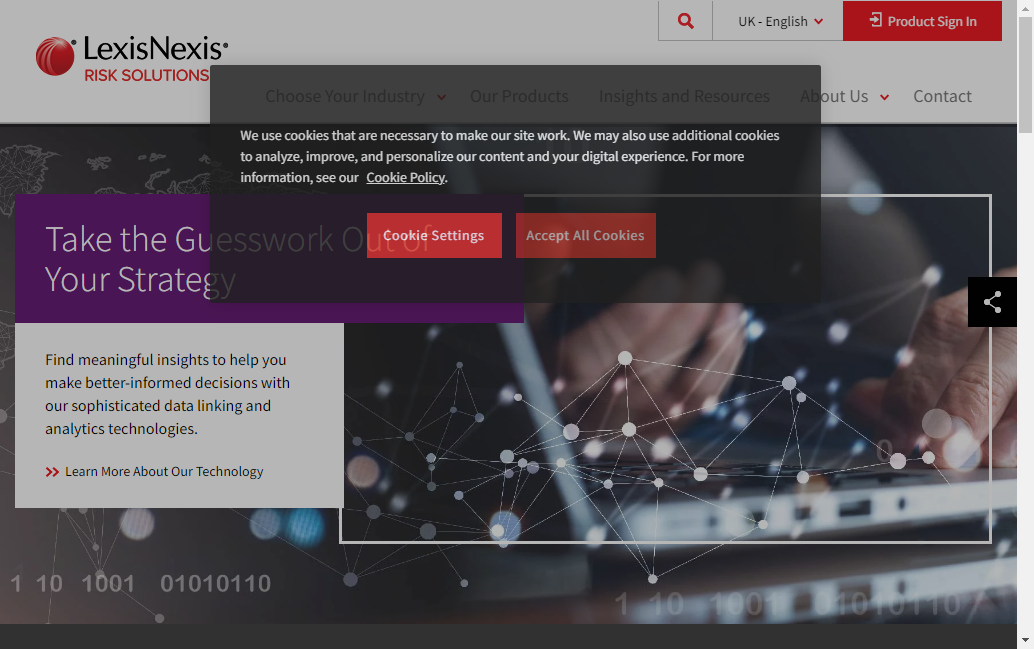 UK - English
Product Sign In
LexisNexis
RISK SOLUTIONS
Choose Your Industry
Our Products
Insights and Resources
About Us
Contact
We use cookies that are necessary to make our site work. We may also use additional cookies
to analyze, improve, and personalize our content and your digital experience. For more
information, see our Cookie Policy.
Cookie Settings
Accept All Cookies
Take the Guesswork Out of
Your Strategy
Find meaningful insights to help you
make better-informed decisions with
our sophisticated data linking and
analytics technologies.
Learn More About Our Technology
1 10 1001 01010110
1 10 1001 01010110